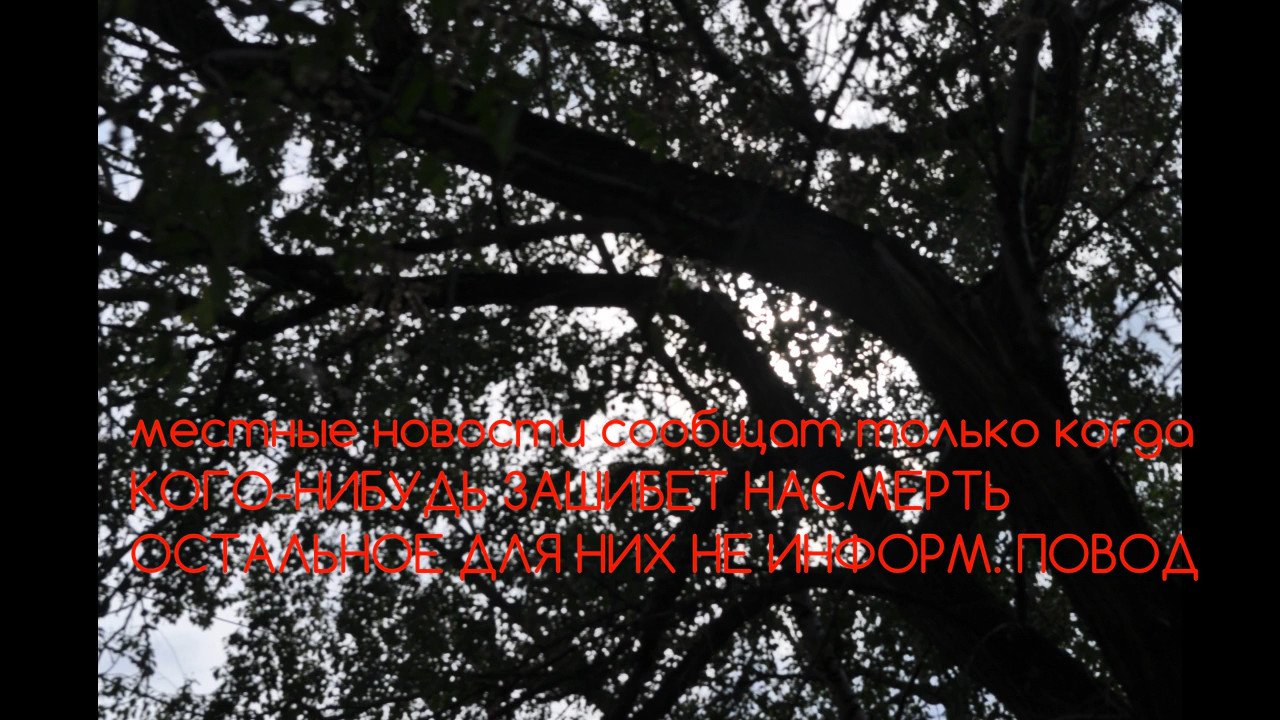 местные новости сообщат только когда
КОГО-НИБУДЬ ЗАШИБЕТ НАСМЕРТЬ
ОСТАЛЬНОЕ ДЛЯ НИХ НЕ ИНФОРМ. ПОВОД